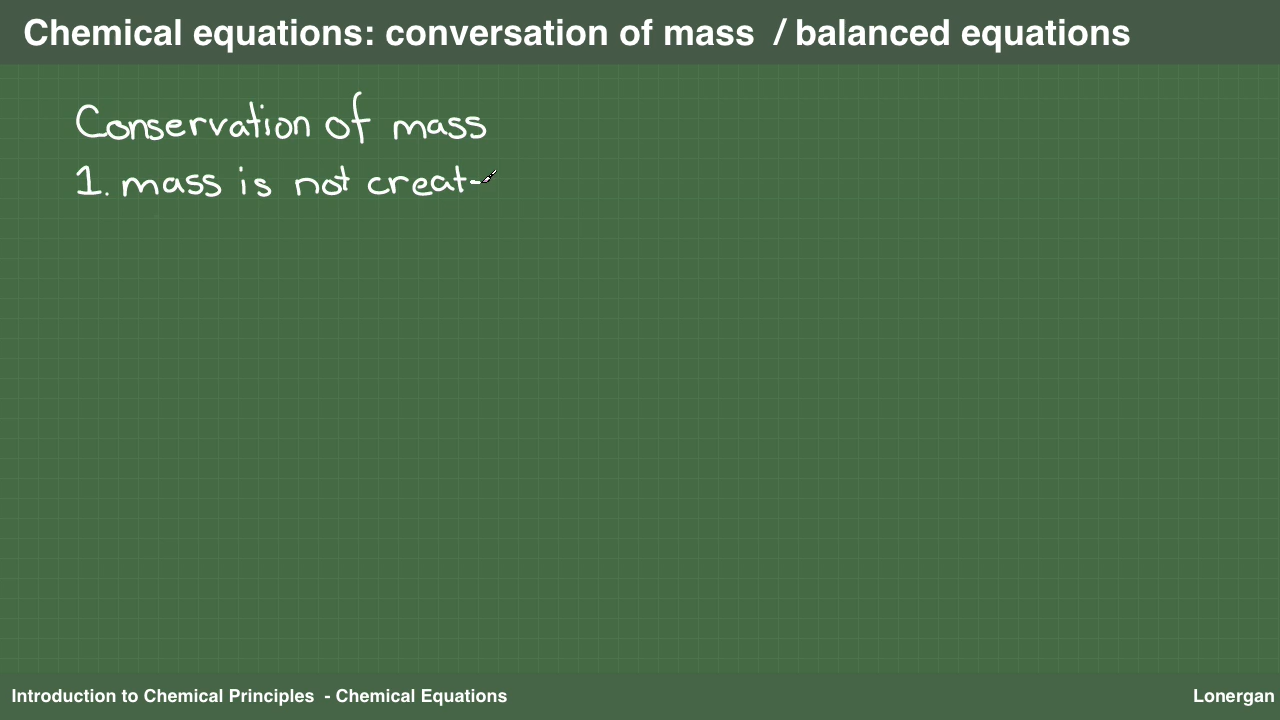 Chemical equations: conversation of mass / balanced equations
Conservation of mass
1. mass is not creat
Introduction to Chemical Principles - Chemical Equations
Lonergan